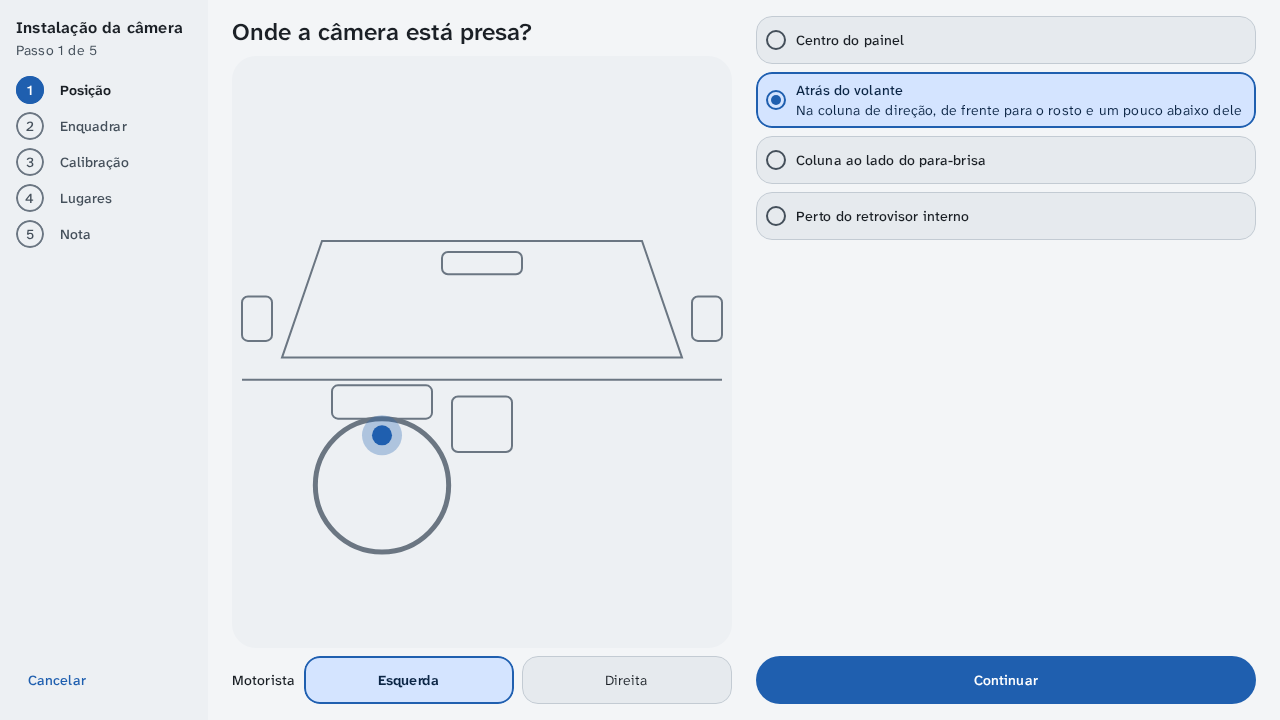 Instalação da câmera
Passo 1 de 5
1 Posição
2 Enquadrar
3 Calibração
4 Lugares
5 Nota
Cancelar
Onde a câmera está presa?
Motorista
Esquerda
Direita
Centro do painel
Atrás do volante
Na coluna de direção, de frente para o rosto e um pouco abaixo dele
Coluna ao lado do para-brisa
Perto do retrovisor interno
Continuar